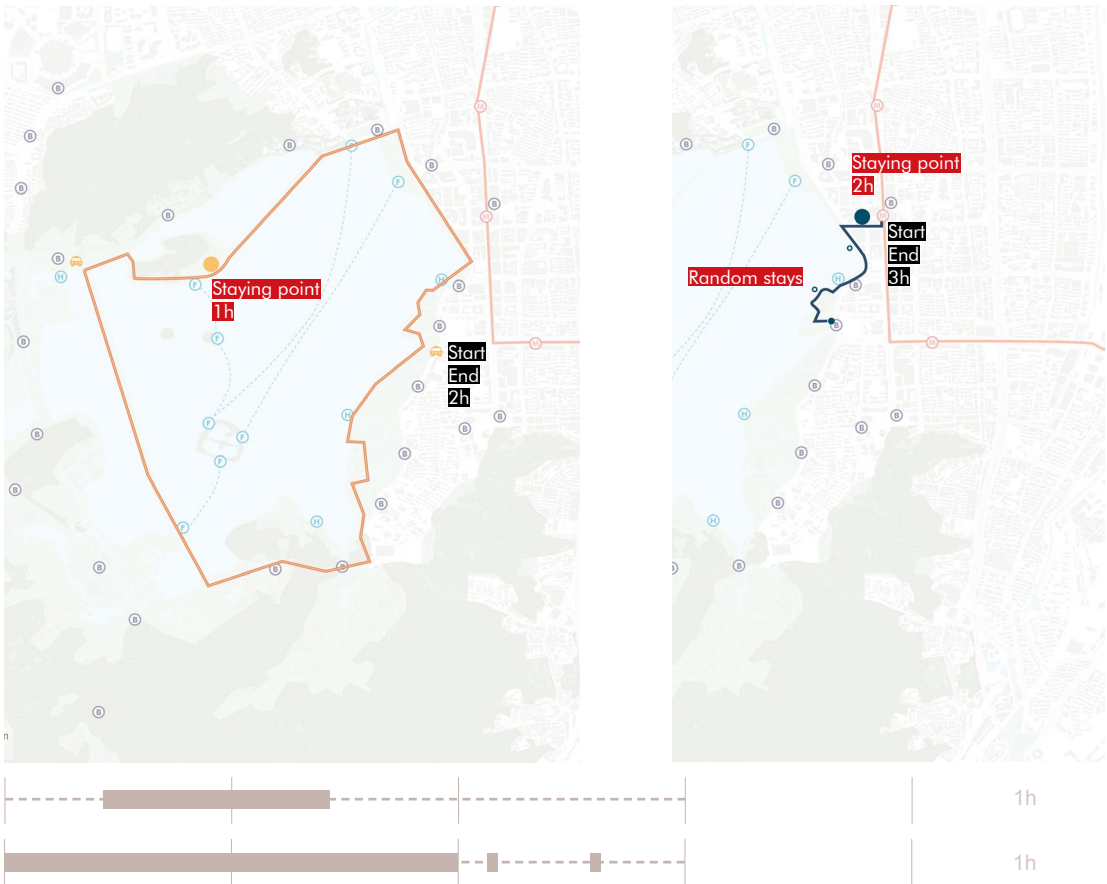 Staying point
1h
Start
End
2h
Staying point
2h
Start
End
3h
Random stays
1h
1h